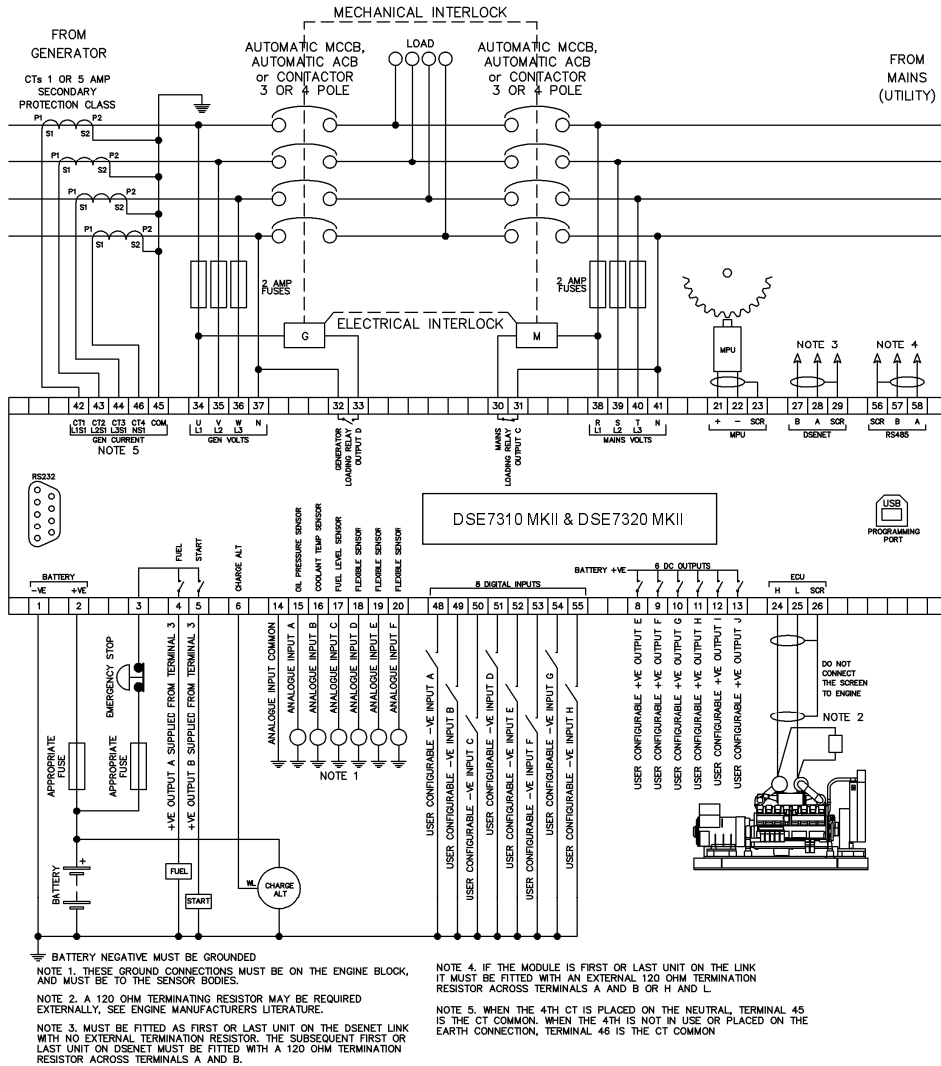 MECHANICAL INTERLOCK
FROM
GENERATOR
CTs 1 OR 5 AMP
SECONDARY
PROTECTION CLASS
AUTOMATIC MCCB,
AUTOMATIC ACB
or CONTACTOR
3 OR 4 POLE
LOAD
AUTOMATIC MCCB,
AUTOMATIC ACB
or CONTACTOR
3 OR 4 POLE
FROM
MAINS
(UTILITY)
P1 P2
S1 S2
P1 P2
S1 S2
P1 P2
S1 S2
P1 P2
S1 S2
2 AMP
FUSES
2 AMP
FUSES
ELECTRICAL INTERLOCK
G
M
MPU
NOTE 3
NOTE 4
42 43 44 46 45 34 35 36 37 32 33 30 31 38 39 40 41 21 22 23 27 28 29 56 57 58
CT1 CT2 CT3 CT4 COM
L1S1 L2S1 L3S1 NS1
GEN CURRENT
NOTE 5
U V W N
L1 L2 L3
GEN VOLTS
GENERATOR
LOADING RELAY
OUTPUT D
MAINS
LOADING RELAY
OUTPUT C
R S T N
L1 L2 L3
MAINS VOLTS
+ − SCR
MPU
B A SCR
DSENET
SCR B A
RS485
RS232
DSE7310 MKII & DSE7320 MKII
USB
PROGRAMMING
PORT
BATTERY
-VE +VE
FUEL
START
CHARGE ALT
OIL PRESSURE SENSOR
COOLANT TEMP SENSOR
FUEL LEVEL SENSOR
FLEXIBLE SENSOR
FLEXIBLE SENSOR
FLEXIBLE SENSOR
8 DIGITAL INPUTS
BATTERY +VE
6 DC OUTPUTS
ECU
H L SCR
1 2 3 4 5 6 14 15 16 17 18 19 20 48 49 50 51 52 53 54 55 8 9 10 11 12 13 24 25 26
EMERGENCY STOP
APPROPRIATE
FUSE
APPROPRIATE
FUSE
+VE OUTPUT A SUPPLIED FROM TERMINAL 3
+VE OUTPUT B SUPPLIED FROM TERMINAL 3
ANALOGUE INPUT COMMON
ANALOGUE INPUT A
ANALOGUE INPUT B
ANALOGUE INPUT C
ANALOGUE INPUT D
ANALOGUE INPUT E
ANALOGUE INPUT F
NOTE 1
USER CONFIGURABLE -VE INPUT A
USER CONFIGURABLE -VE INPUT B
USER CONFIGURABLE -VE INPUT C
USER CONFIGURABLE -VE INPUT D
USER CONFIGURABLE -VE INPUT E
USER CONFIGURABLE -VE INPUT F
USER CONFIGURABLE -VE INPUT G
USER CONFIGURABLE -VE INPUT H
USER CONFIGURABLE +VE OUTPUT E
USER CONFIGURABLE +VE OUTPUT F
USER CONFIGURABLE +VE OUTPUT G
USER CONFIGURABLE +VE OUTPUT H
USER CONFIGURABLE +VE OUTPUT I
USER CONFIGURABLE +VE OUTPUT J
DO NOT
CONNECT
THE SCREEN
TO ENGINE
NOTE 2
BATTERY
+
FUEL
START
WL
CHARGE
ALT
BATTERY NEGATIVE MUST BE GROUNDED
NOTE 1. THESE GROUND CONNECTIONS MUST BE ON THE ENGINE BLOCK,
AND MUST BE TO THE SENSOR BODIES.
NOTE 2. A 120 OHM TERMINATING RESISTOR MAY BE REQUIRED
EXTERNALLY, SEE ENGINE MANUFACTURERS LITERATURE.
NOTE 3. MUST BE FITTED AS FIRST OR LAST UNIT ON THE DSENET LINK
WITH NO EXTERNAL TERMINATION RESISTOR. THE SUBSEQUENT FIRST OR
LAST UNIT ON DSENET MUST BE FITTED WITH A 120 OHM TERMINATION
RESISTOR ACROSS TERMINALS A AND B.
NOTE 4. IF THE MODULE IS FIRST OR LAST UNIT ON THE LINK
IT MUST BE FITTED WITH AN EXTERNAL 120 OHM TERMINATION
RESISTOR ACROSS TERMINALS A AND B OR H AND L.
NOTE 5. WHEN THE 4TH CT IS PLACED ON THE NEUTRAL, TERMINAL 45
IS THE CT COMMON. WHEN THE 4TH IS NOT IN USE OR PLACED ON THE
EARTH CONNECTION, TERMINAL 46 IS THE CT COMMON